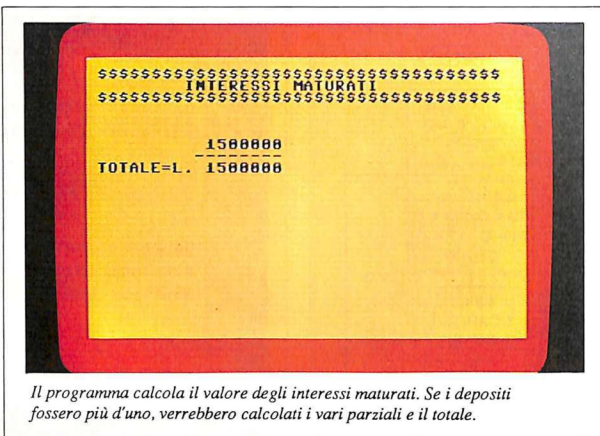 $$$$$$$$$$$$$$$$$$$$$$$$$$$$$$$$$$$$$
INTERESSI MATURATI
$$$$$$$$$$$$$$$$$$$$$$$$$$$$$$$$$$$$$
1500000
-------
TOTALE=L. 1500000
Il programma calcola il valore degli interessi maturati. Se i depositi
fossero più d'uno, verrebbero calcolati i vari parziali e il totale.